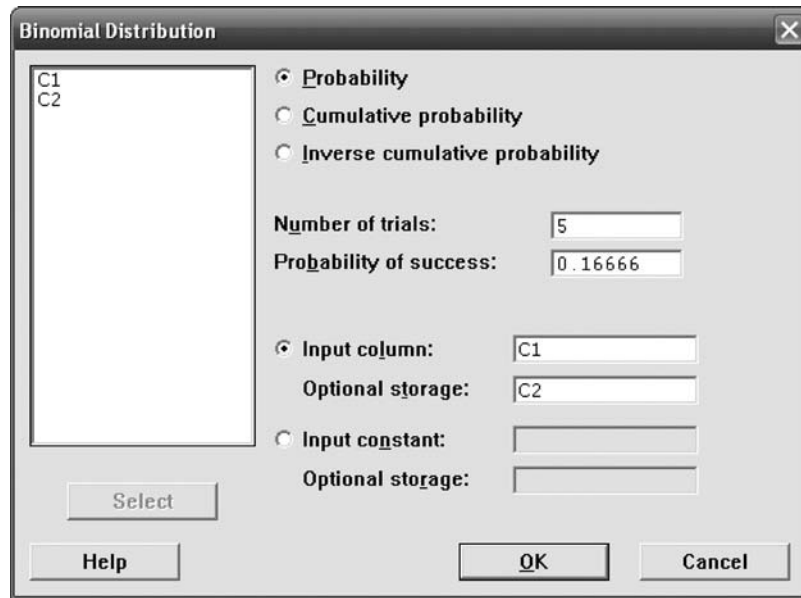 Binomial Distribution
C1
C2
Probability
Cumulative probability
Inverse cumulative probability
Number of trials: 5
Probability of success: 0.16666
Input column: C1
Optional storage: C2
Input constant:
Optional storage:
Select
Help
OK
Cancel